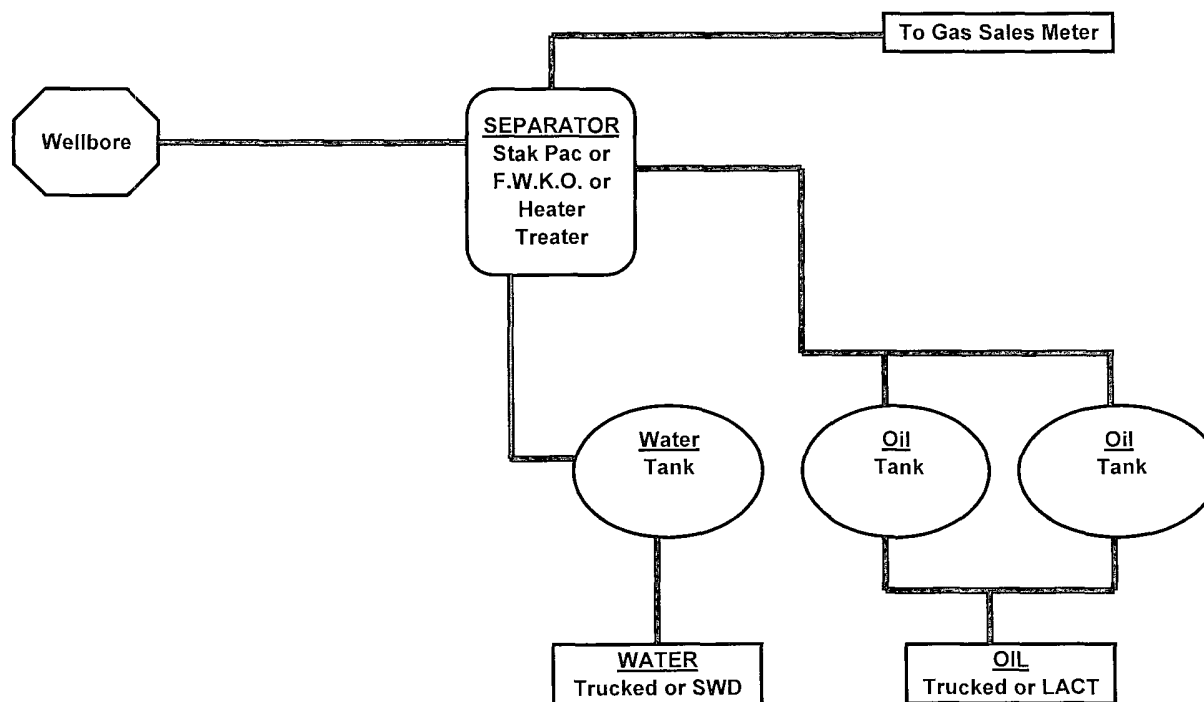 To Gas Sales Meter
Wellbore
SEPARATOR
Stak Pac or
F.W.K.O. or
Heater
Treater
Water
Tank
Oil
Tank
Oil
Tank
WATER
Trucked or SWD
OIL
Trucked or LACT